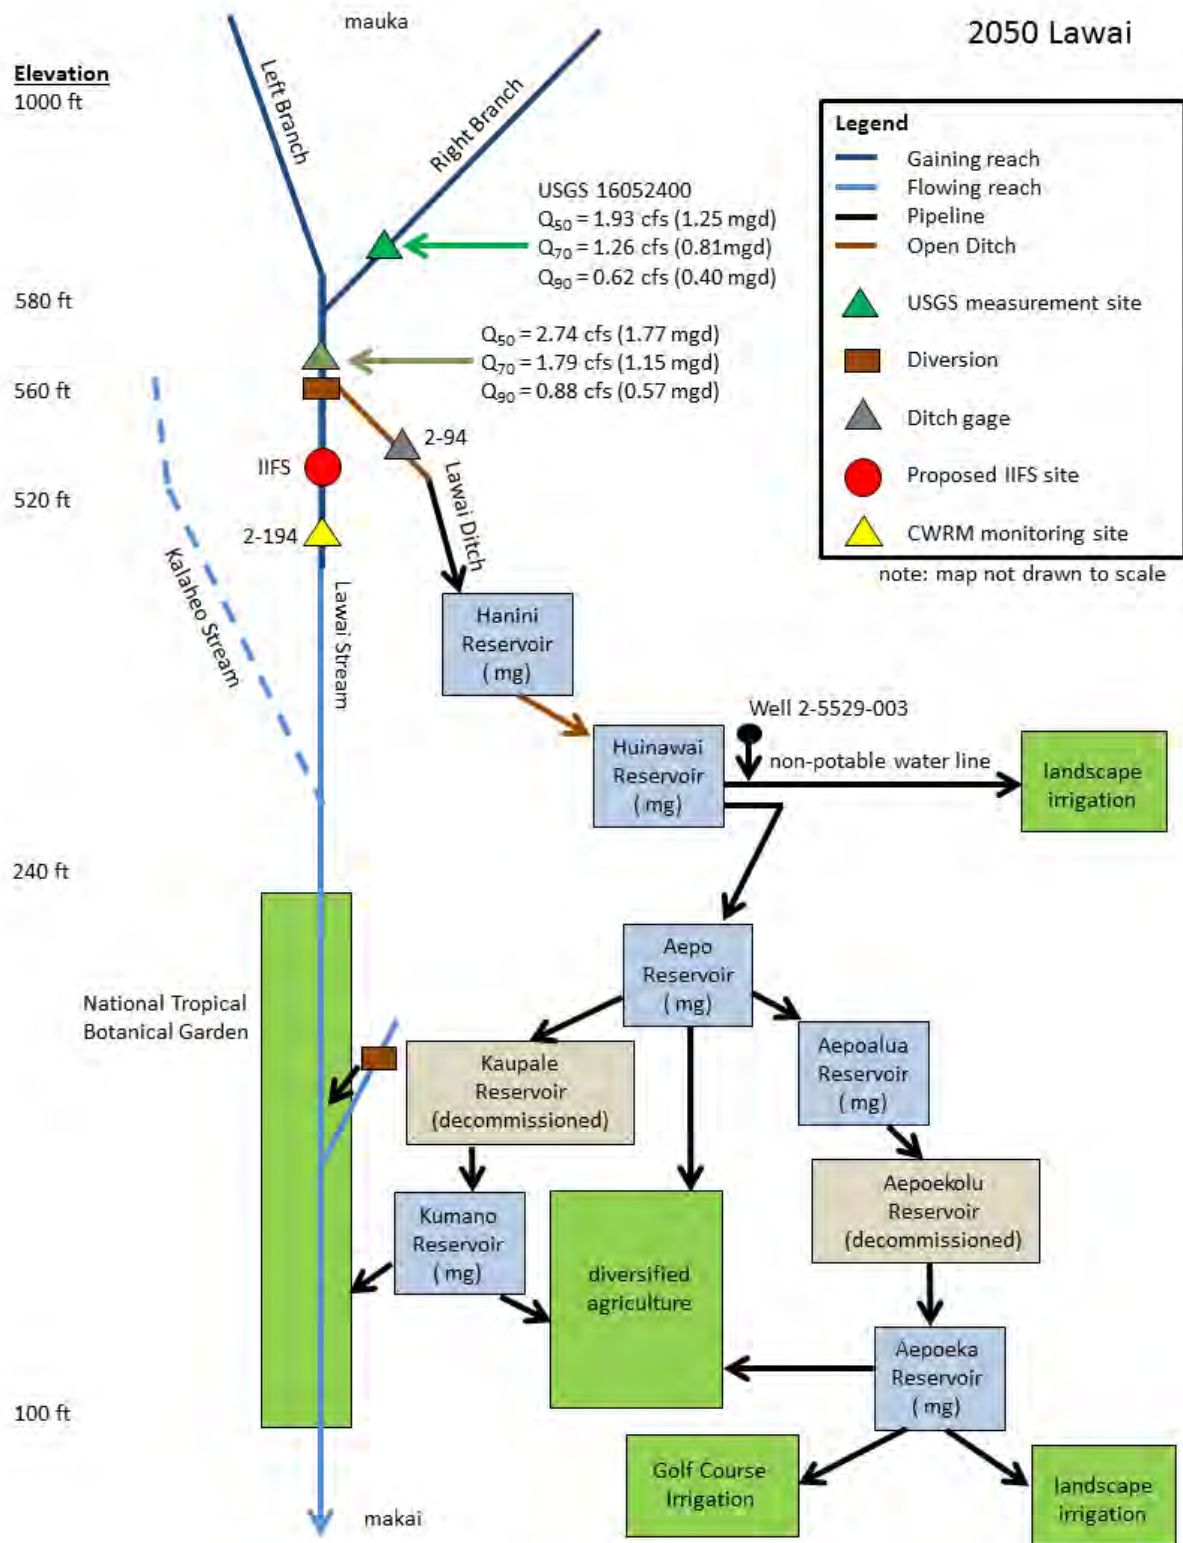 mauka
2050 Lawai
Elevation
1000 ft
Left Branch
Right Branch
Legend
Gaining reach
Flowing reach
Pipeline
Open Ditch
USGS measurement site
Diversion
Ditch gage
Proposed IIFS site
CWRM monitoring site
note: map not drawn to scale
USGS 16052400
Q50 = 1.93 cfs (1.25 mgd)
Q70 = 1.26 cfs (0.81mgd)
Q90 = 0.62 cfs (0.40 mgd)
580 ft
Q50 = 2.74 cfs (1.77 mgd)
Q70 = 1.79 cfs (1.15 mgd)
Q90 = 0.88 cfs (0.57 mgd)
560 ft
2-94
IIFS
Lawai Ditch
520 ft
2-194
Kalaheo Stream
Lawai Stream
Hanini
Reservoir
( mg)
Well 2-5529-003
Huinawai
Reservoir
( mg)
non-potable water line
landscape
irrigation
240 ft
Aepo
Reservoir
( mg)
National Tropical
Botanical Garden
Kaupale
Reservoir
(decommissioned)
Aepoalua
Reservoir
( mg)
Aepoekolu
Reservoir
(decommissioned)
Kumano
Reservoir
( mg)
diversified
agriculture
Aepoeka
Reservoir
( mg)
100 ft
Golf Course
Irrigation
landscape
irrigation
makai